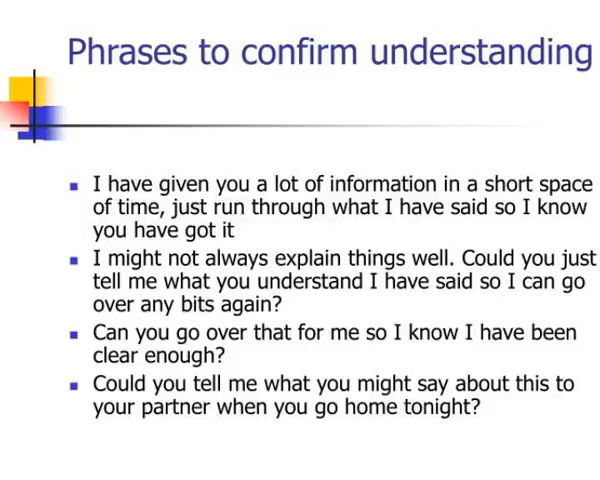 Phrases to confirm understanding
I have given you a lot of information in a short space
of time, just run through what I have said so I know
you have got it
I might not always explain things well. Could you just
tell me what you understand I have said so I can go
over any bits again?
Can you go over that for me so I know I have been
clear enough?
Could you tell me what you might say about this to
your partner when you go home tonight?